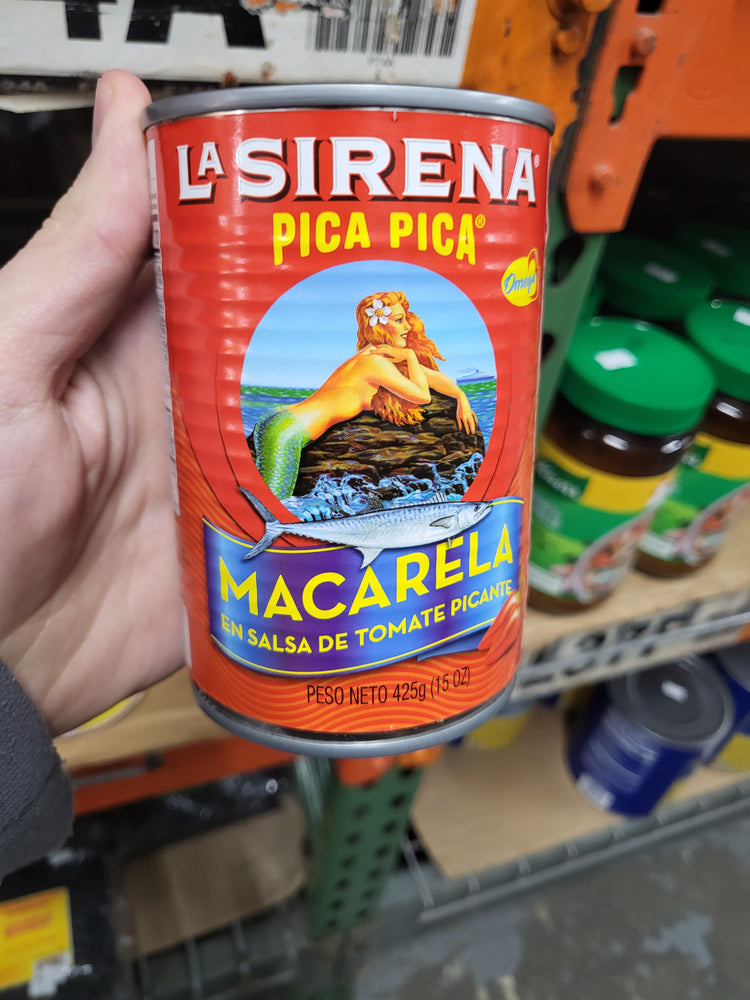 LA SIRENA®
PICA PICA®
Omega
MACARELA
EN SALSA DE TOMATE PICANTE
PESO NETO 425g (15 OZ)